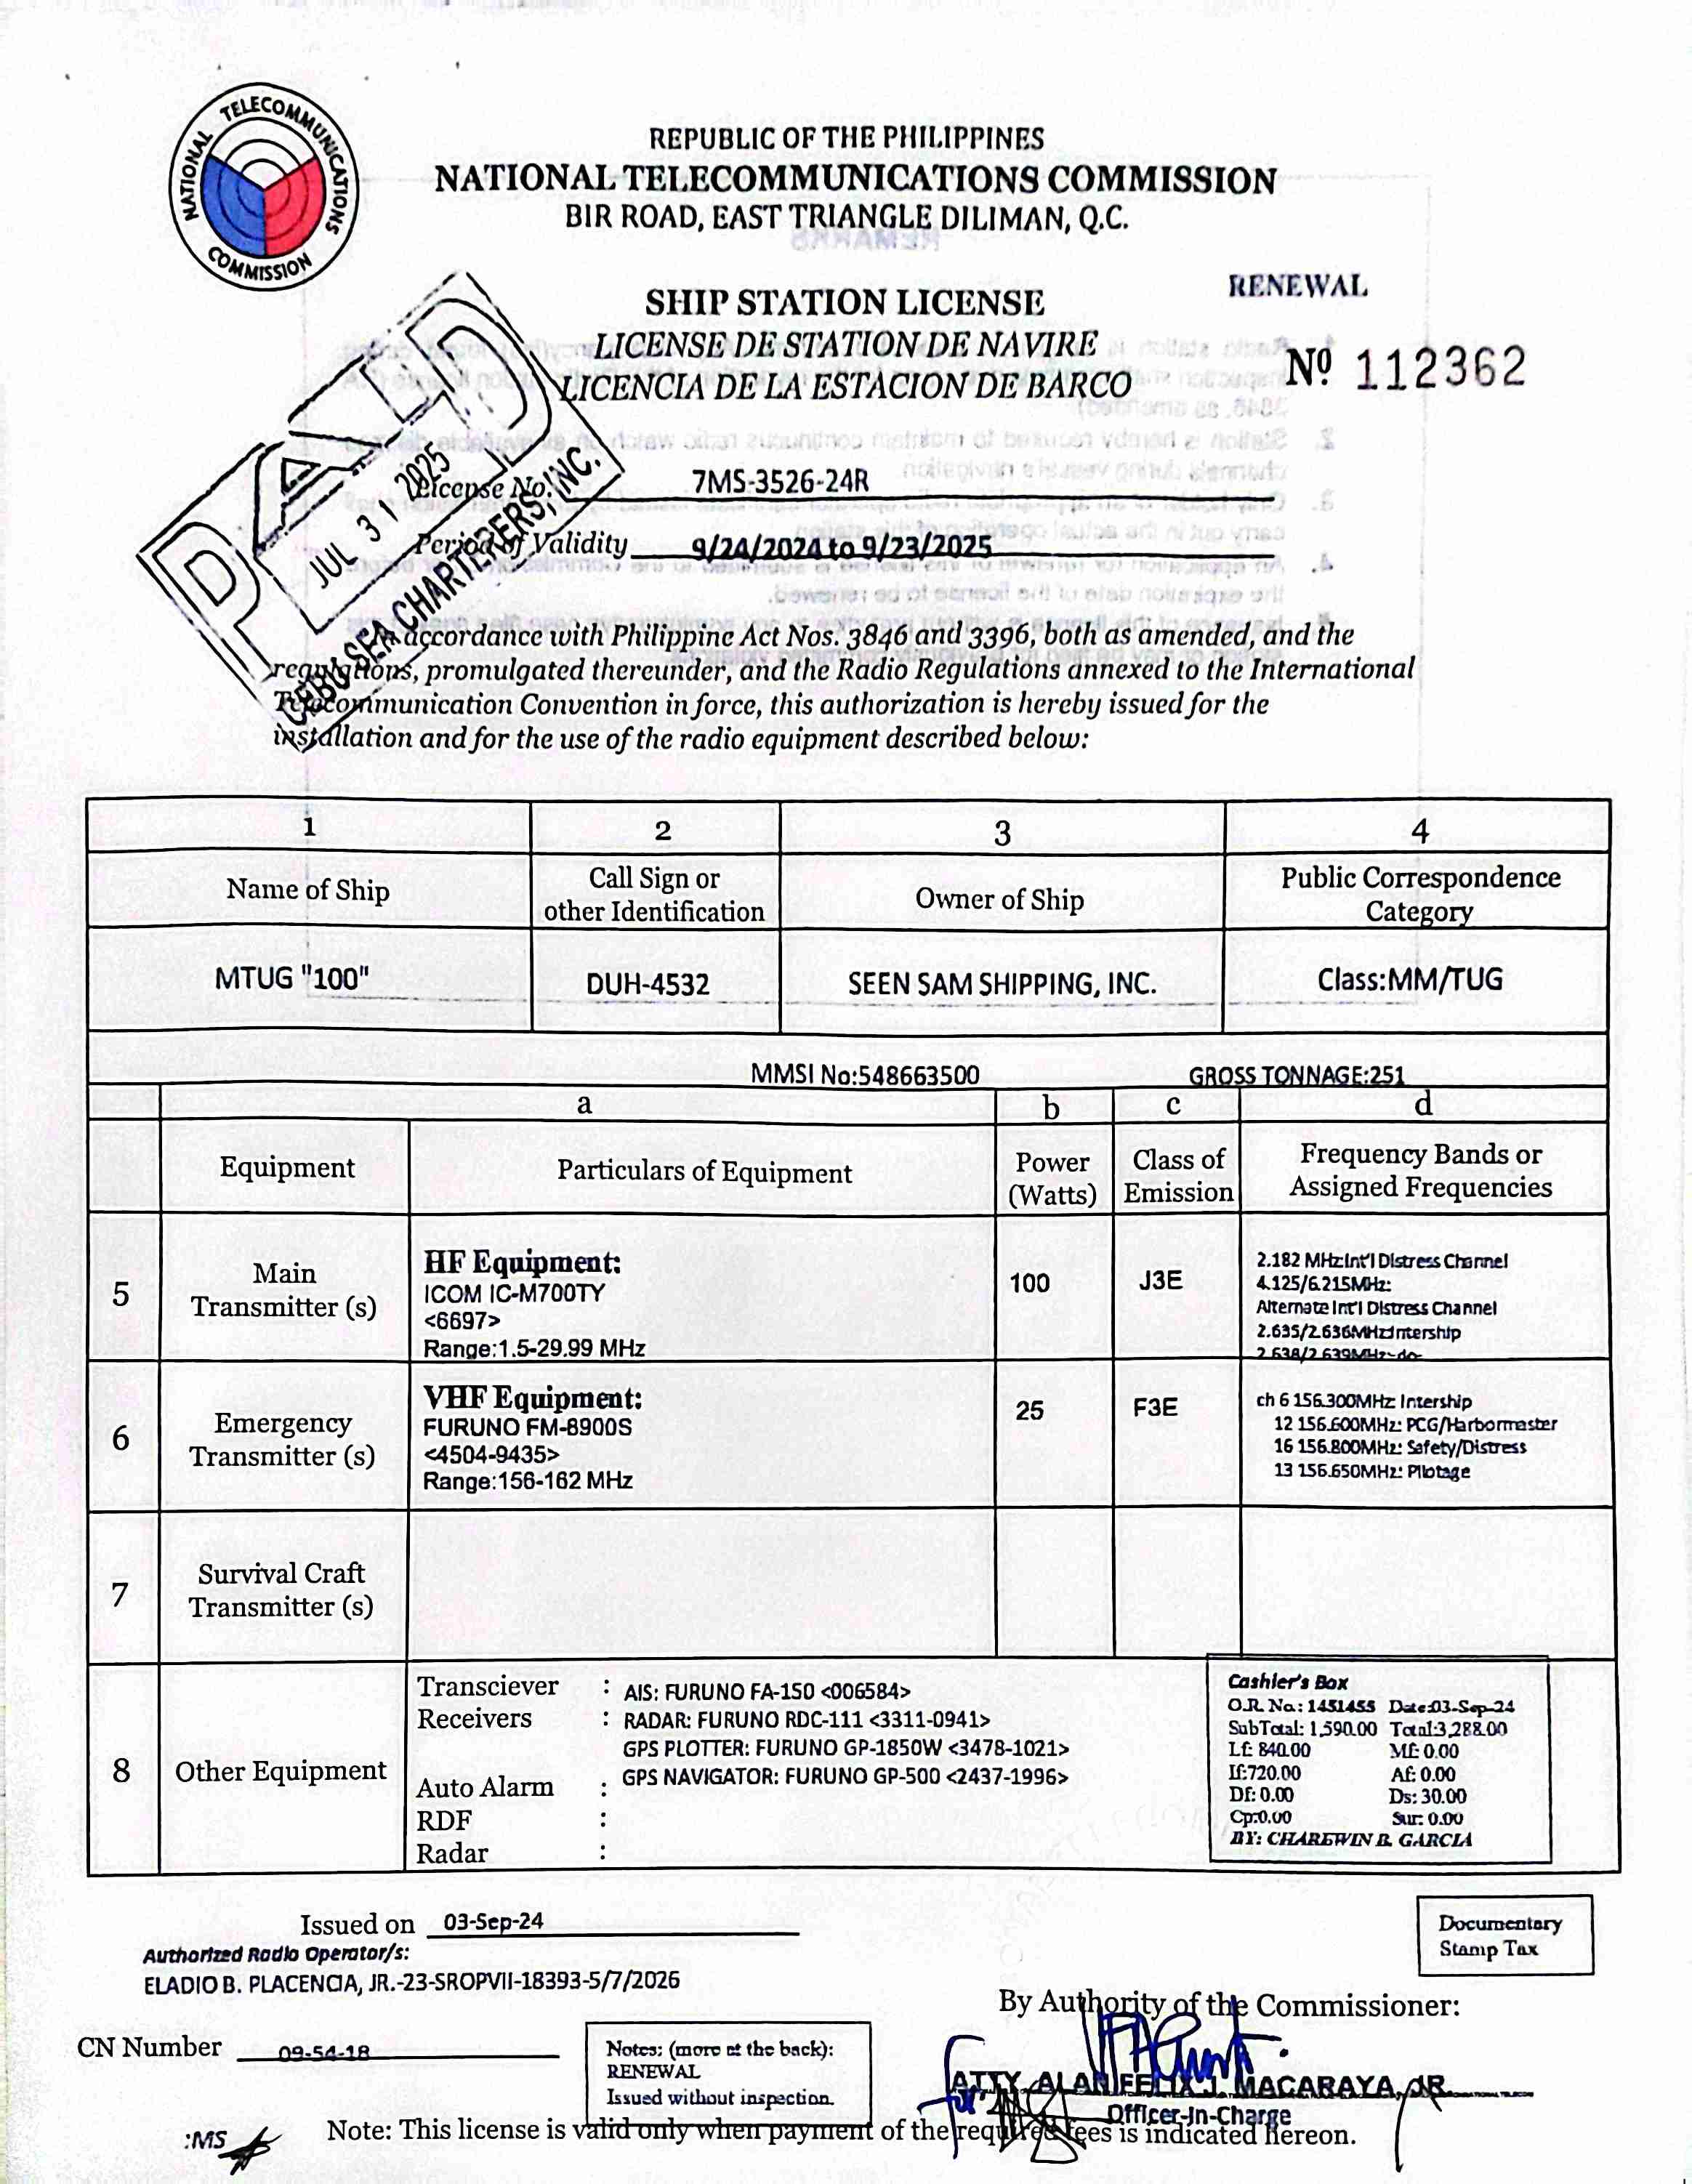 NATIONAL TELECOMMUNICATIONS COMMISSION
REPUBLIC OF THE PHILIPPINES
NATIONAL TELECOMMUNICATIONS COMMISSION
BIR ROAD, EAST TRIANGLE DILIMAN, Q.C.
RENEWAL
SHIP STATION LICENSE
LICENSE DE STATION DE NAVIRE
LICENCIA DE LA ESTACION DE BARCO
Nº 112362
PAID
JUL 31 2025
CEBU SEA CHARTERERS, INC.
License No. 7MS-3526-24R
Period of Validity 9/24/2024 to 9/23/2025
accordance with Philippine Act Nos. 3846 and 3396, both as amended, and the
regulations, promulgated thereunder, and the Radio Regulations annexed to the International
Telecommunication Convention in force, this authorization is hereby issued for the
installation and for the use of the radio equipment described below:
1 2 3 4
Name of Ship
Call Sign or
other Identification
Owner of Ship
Public Correspondence
Category
MTUG "100"
DUH-4532
SEEN SAM SHIPPING, INC.
Class:MM/TUG
MMSI No:548663500 GROSS TONNAGE:251
a b c d
Equipment
Particulars of Equipment
Power
(Watts)
Class of
Emission
Frequency Bands or
Assigned Frequencies
5
Main
Transmitter (s)
HF Equipment:
ICOM IC-M700TY
<6697>
Range:1.5-29.99 MHz
100
J3E
2.182 MHz:Int'l Distress Channel
4.125/6.215MHz:
Alternate Int'l Distress Channel
2.635/2.636MHz:Intership
2.638/2.639MHz-do-
6
Emergency
Transmitter (s)
VHF Equipment:
FURUNO FM-8900S
<4504-9435>
Range:156-162 MHz
25
F3E
ch 6 156.300MHz Intership
12 156.600MHz: PCG/Harbormaster
16 156.800MHz: Safety/Distress
13 156.650MHz: Pilotage
7
Survival Craft
Transmitter (s)
8
Other Equipment
Transciever : AIS: FURUNO FA-150 <006584>
Receivers : RADAR: FURUNO RDC-111 <3311-0941>
GPS PLOTTER: FURUNO GP-1850W <3478-1021>
GPS NAVIGATOR: FURUNO GP-500 <2437-1996>
Auto Alarm :
RDF :
Radar :
Cashier's Box
O.R. No.: 1451455 Date:03-Sep-24
SubTotal: 1,590.00 Total:3,288.00
Lf: 840.00 Mf: 0.00
If:720.00 Af: 0.00
Df: 0.00 Ds: 30.00
Cp:0.00 Sur: 0.00
BY: CHAREWIN B. GARCIA
Issued on 03-Sep-24
Authorized Radio Operator/s:
ELADIO B. PLACENCIA, JR.-23-SROPVII-18393-5/7/2026
Documentary
Stamp Tax
By Authority of the Commissioner:
CN Number 09-54-18
Notes: (more at the back):
RENEWAL
Issued without inspection.
for ATTY. ALAN FELIX J. MACARAYA, JR
Officer-In-Charge
:MS
Note: This license is valid only when payment of the required fees is indicated hereon.